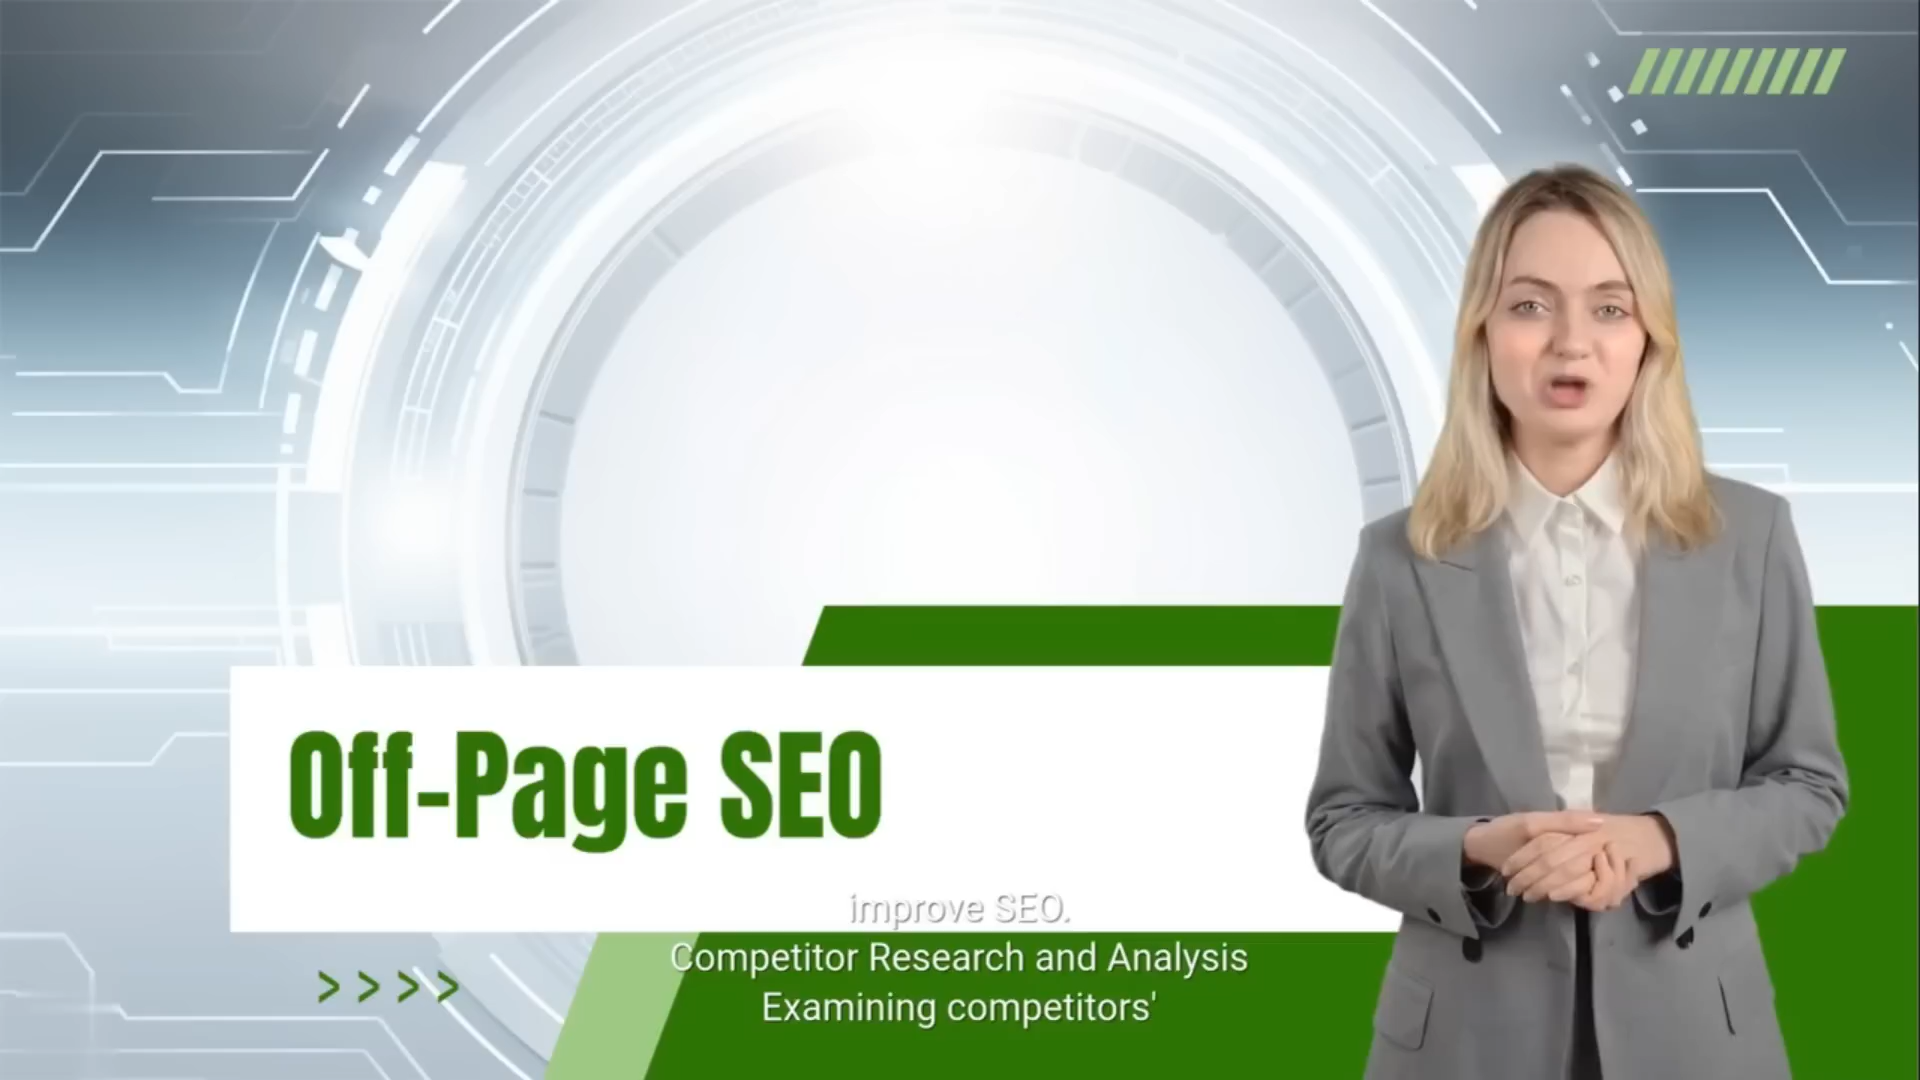 Off-Page SEO
improve SEO.
Competitor Research and Analysis
Examining competitors'